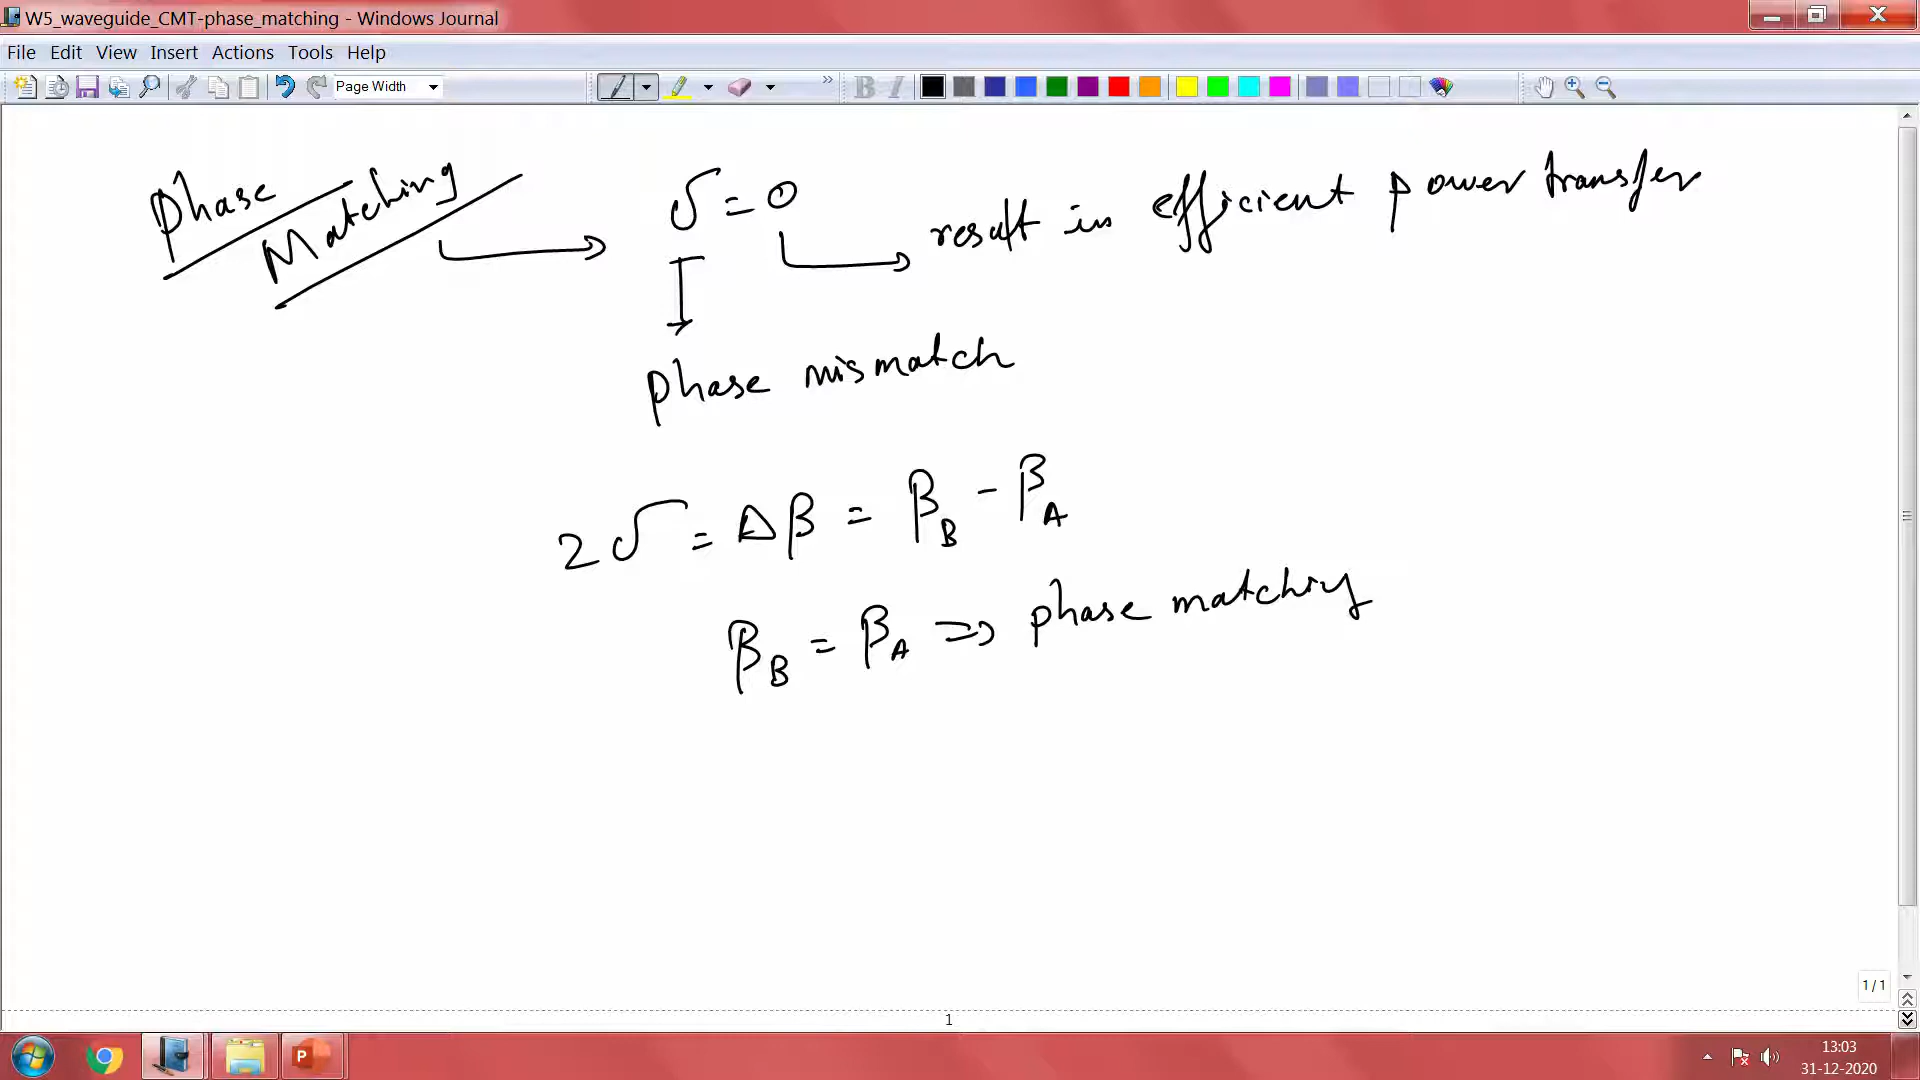 W5_waveguide_CMT-phase_matching - Windows Journal
File Edit View Insert Actions Tools Help
Page Width
B I
Phase
Matching
δ = 0
result in efficient power transfer
phase mismatch
2δ = Δβ = β_B - β_A
β_B = β_A ⇒ phase matching
1 / 1
1
P
13:03
31-12-2020